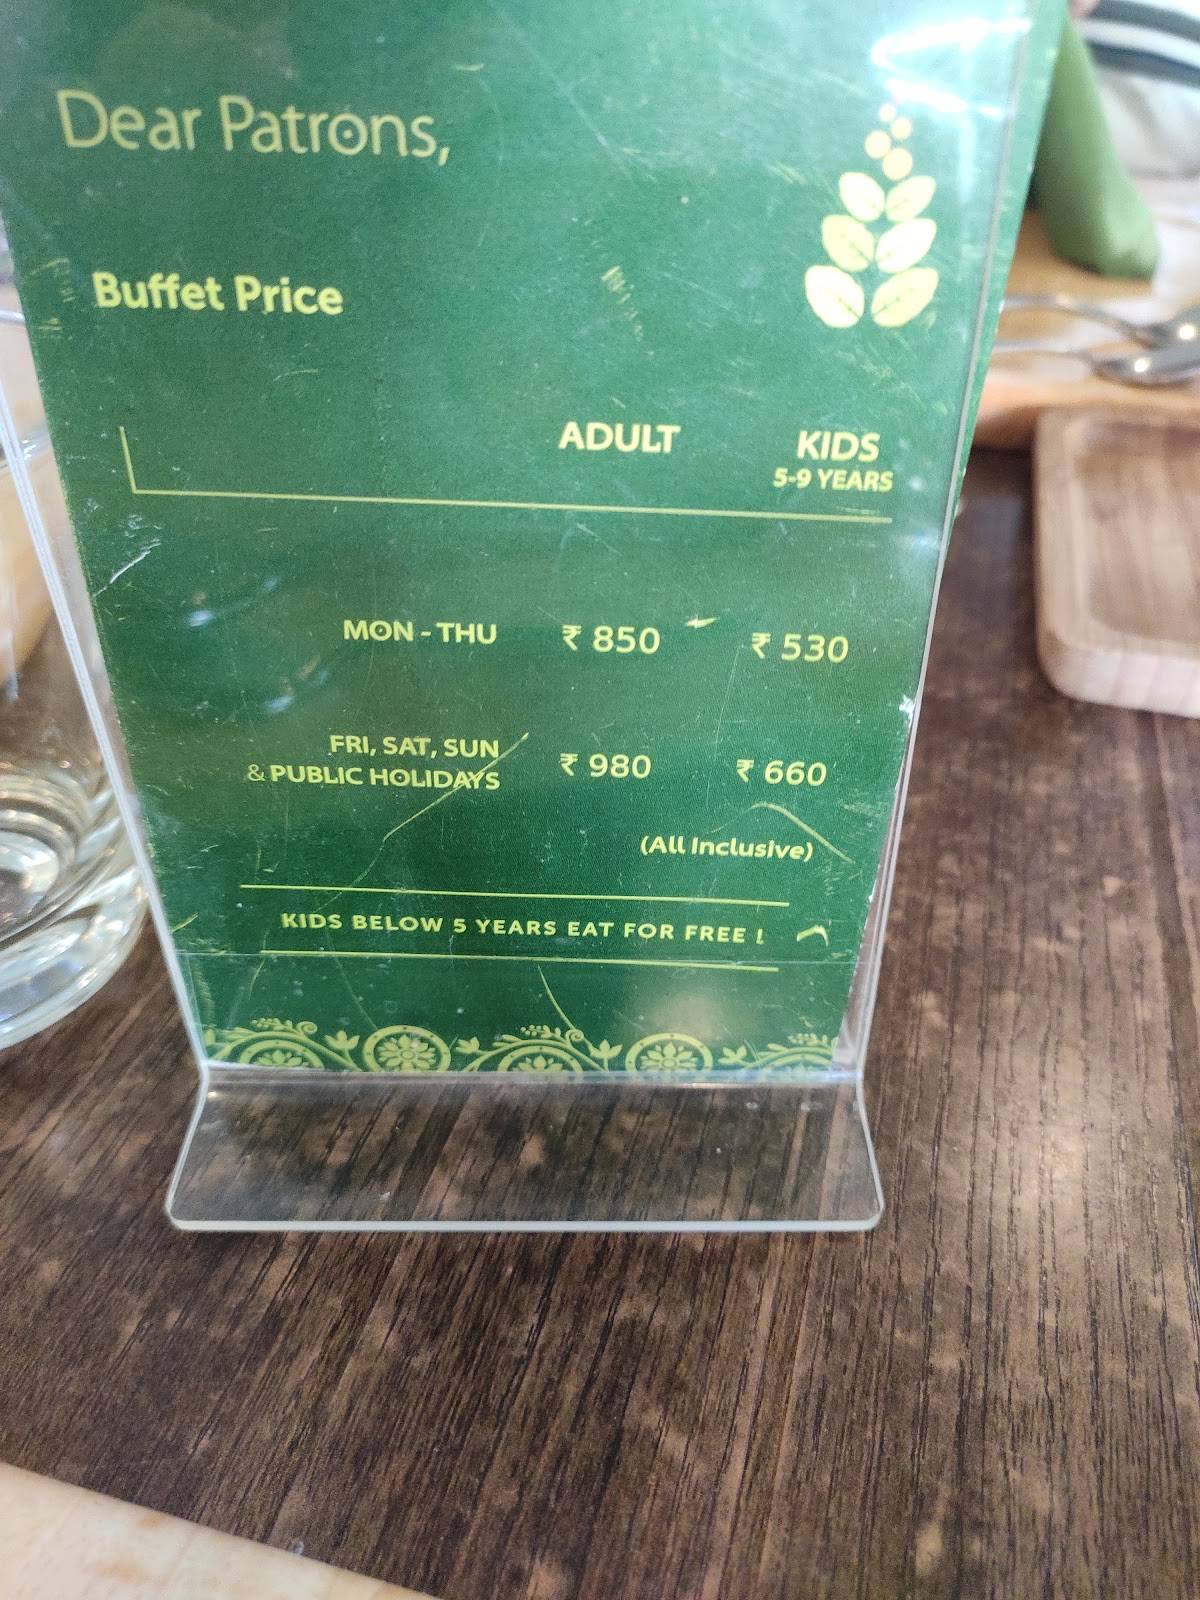 Dear Patrons,
Buffet Price
ADULT KIDS
5-9 YEARS
MON - THU ₹ 850 ₹ 530
FRI, SAT, SUN
& PUBLIC HOLIDAYS ₹ 980 ₹ 660
(All Inclusive)
KIDS BELOW 5 YEARS EAT FOR FREE !